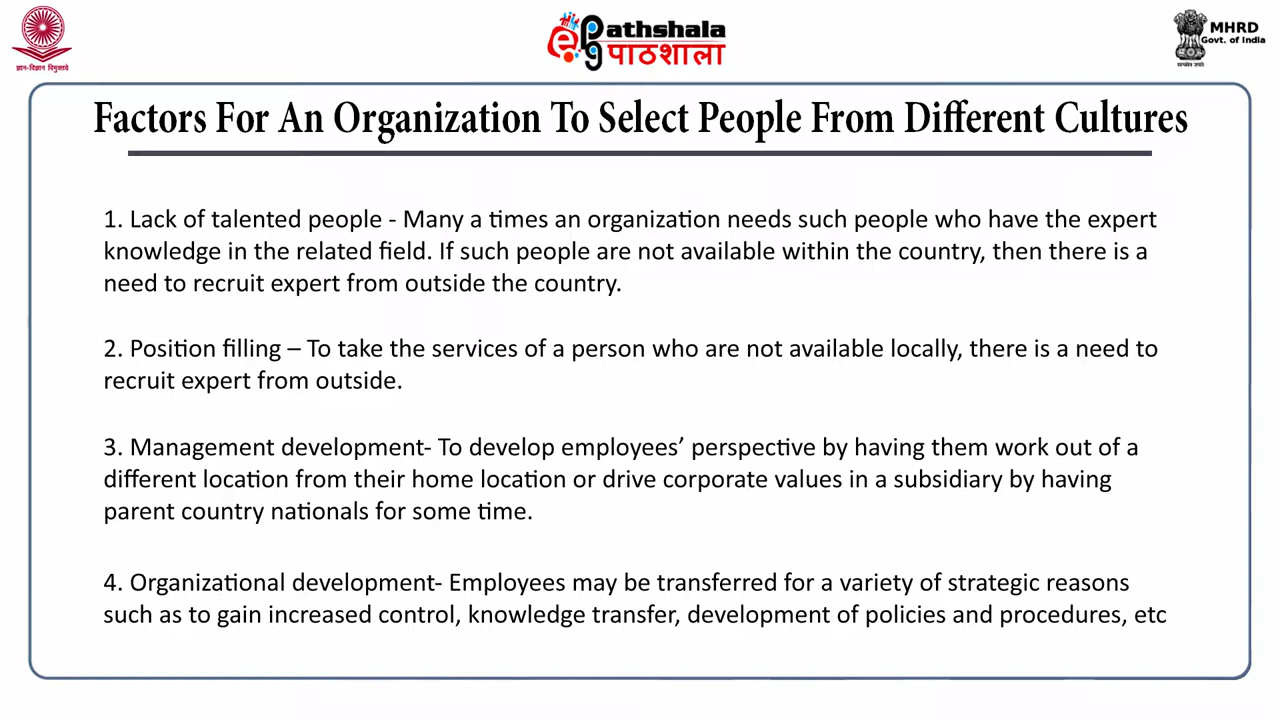 ज्ञान-विज्ञान विमुक्तये
epg
athshala
पाठशाला
MHRD
Govt. of India
सत्यमेव जयते
Factors For An Organization To Select People From Different Cultures
1. Lack of talented people - Many a times an organization needs such people who have the expert
knowledge in the related field. If such people are not available within the country, then there is a
need to recruit expert from outside the country.
2. Position filling – To take the services of a person who are not available locally, there is a need to
recruit expert from outside.
3. Management development- To develop employees’ perspective by having them work out of a
different location from their home location or drive corporate values in a subsidiary by having
parent country nationals for some time.
4. Organizational development- Employees may be transferred for a variety of strategic reasons
such as to gain increased control, knowledge transfer, development of policies and procedures, etc